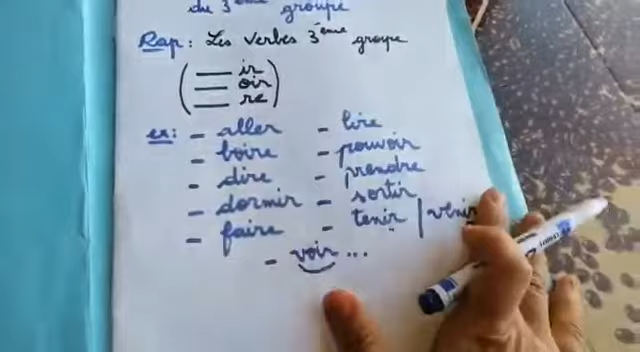 du 3ème groupe
Rap: Les verbes 3ème groupe
( — ir
— oir
— re )
ex: - aller - lire
- boire - pouvoir
- dire - prendre
- dormir - sortir
- faire - tenir | venir
- voir ...